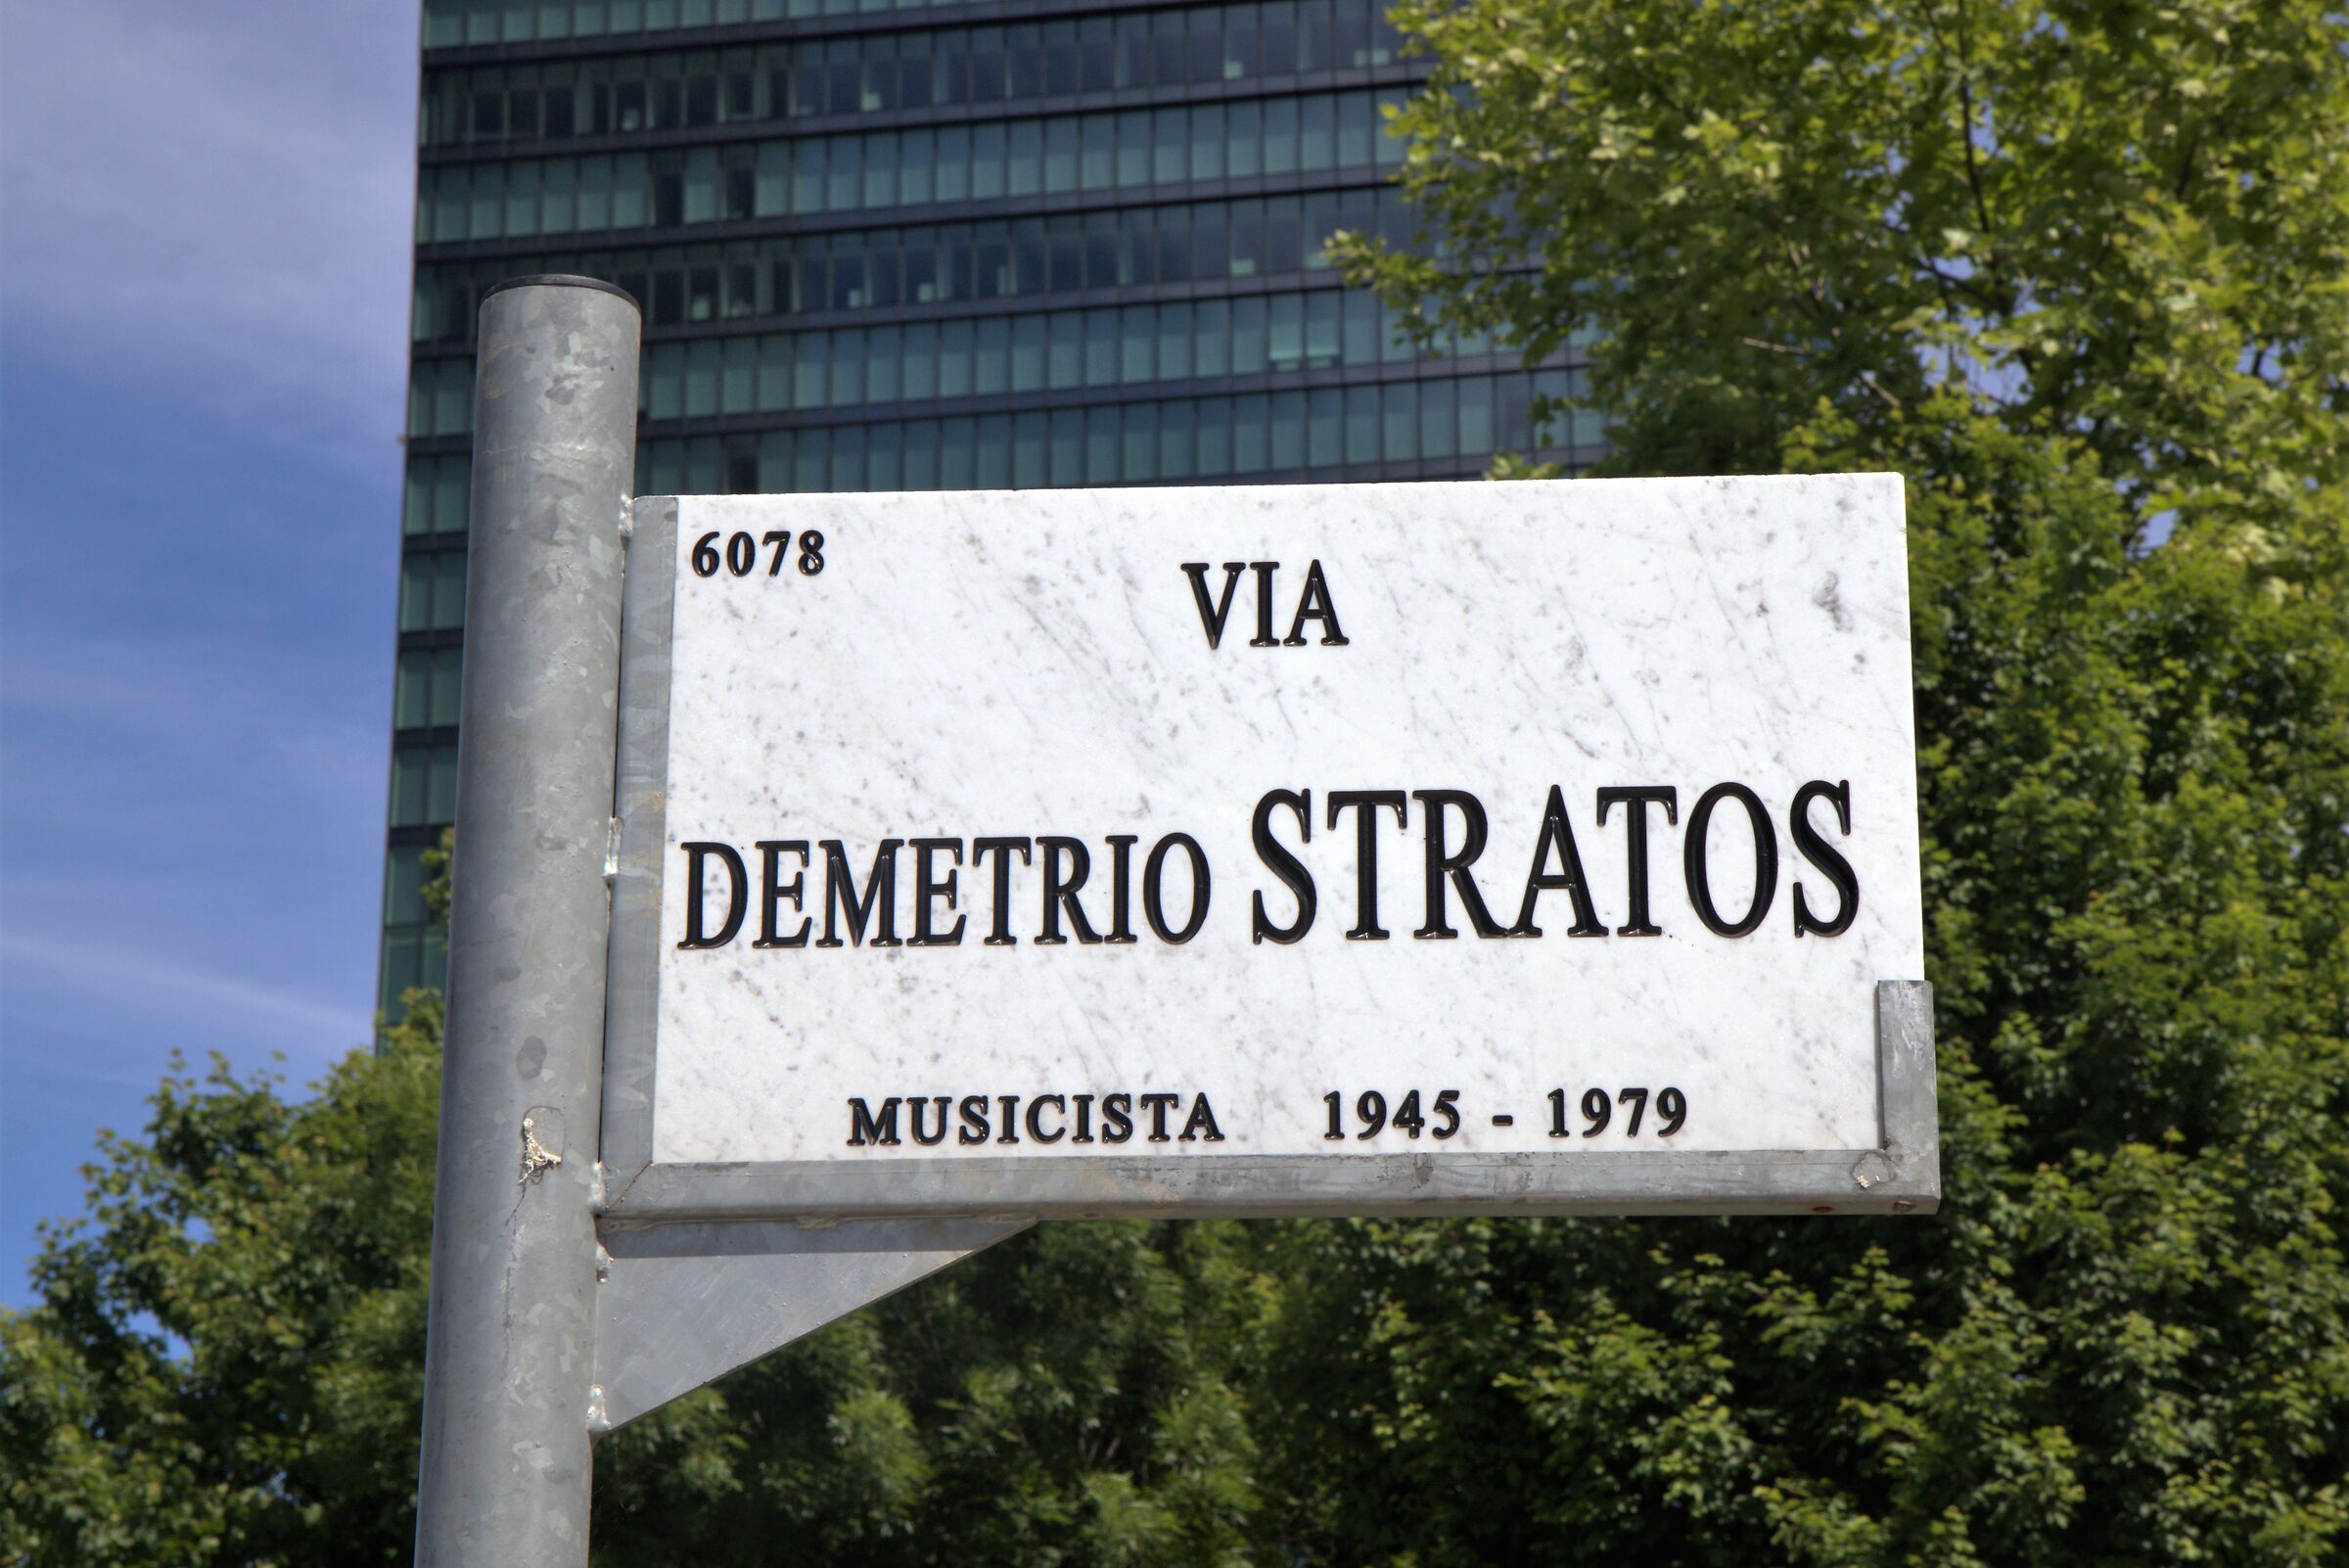 6078
VIA
DEMETRIO STRATOS
MUSICISTA 1945 - 1979